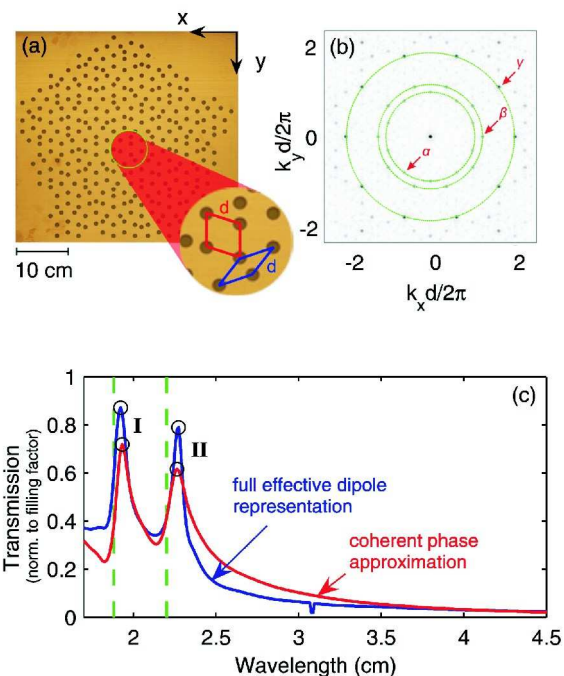 (a)
x
y
d
d
10 cm
(b)
2
0
-2
-2
0
2
k_y d/2π
k_x d/2π
α
β
γ
(c)
1
0.8
0.6
0.4
0.2
0
2
2.5
3
3.5
4
4.5
Transmission
(norm. to filling factor)
Wavelength (cm)
I
II
full effective dipole
representation
coherent phase
approximation